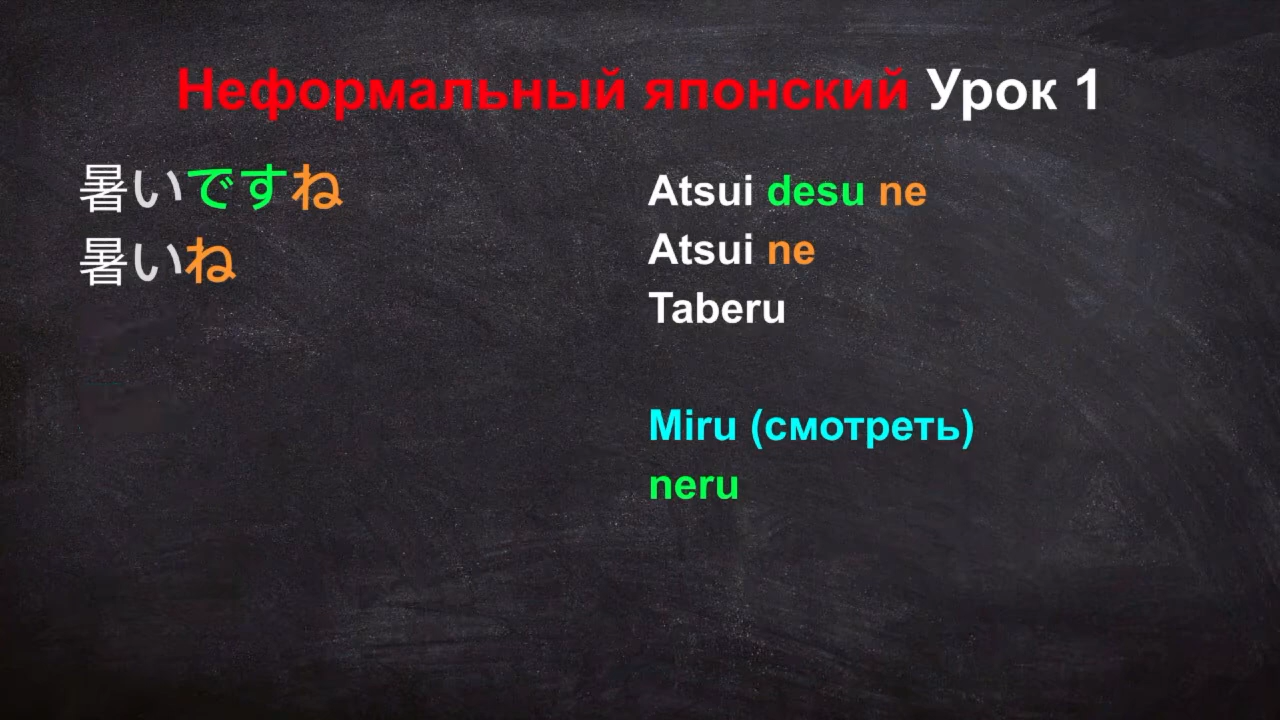 Неформальный японский Урок 1
暑いですね
暑いね
Atsui desu ne
Atsui ne
Taberu
Miru (смотреть)
neru